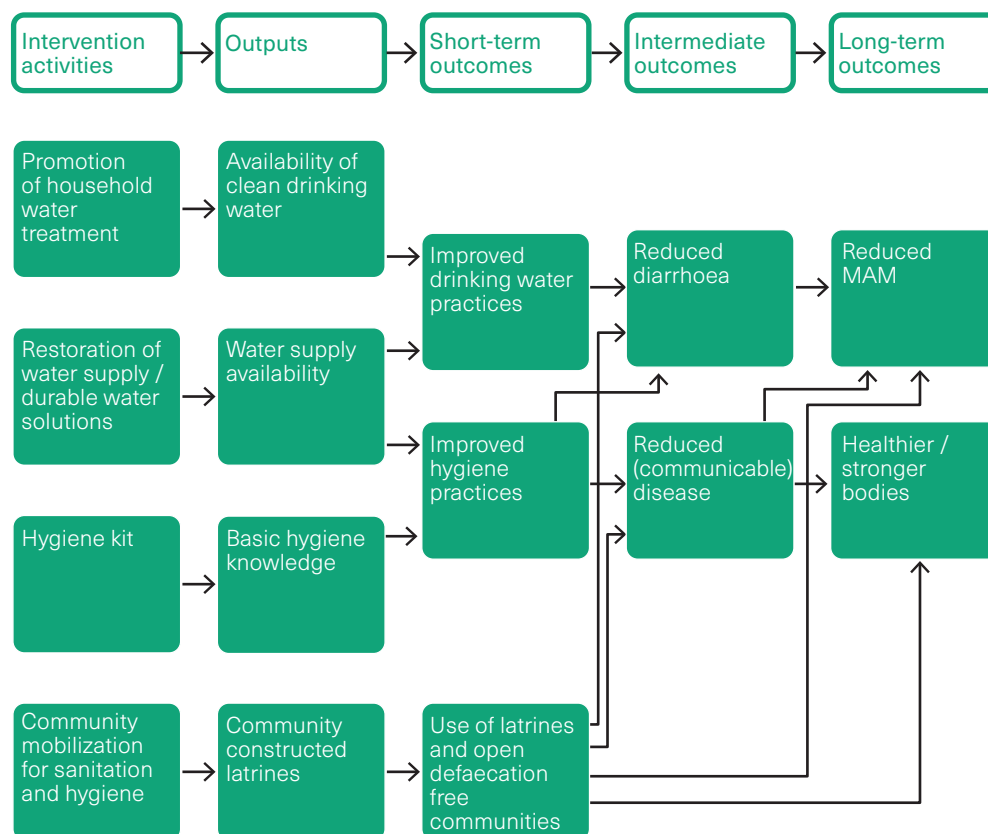 Intervention
activities
Outputs
Short-term
outcomes
Intermediate
outcomes
Long-term
outcomes
Promotion
of household
water
treatment
Availability of
clean drinking
water
Improved
drinking water
practices
Reduced
diarrhoea
Reduced
MAM
Restoration of
water supply /
durable water
solutions
Water supply
availability
Improved
hygiene
practices
Reduced
(communicable)
disease
Healthier /
stronger
bodies
Hygiene kit
Basic hygiene
knowledge
Community
mobilization
for sanitation
and hygiene
Community
constructed
latrines
Use of latrines
and open
defaecation
free
communities